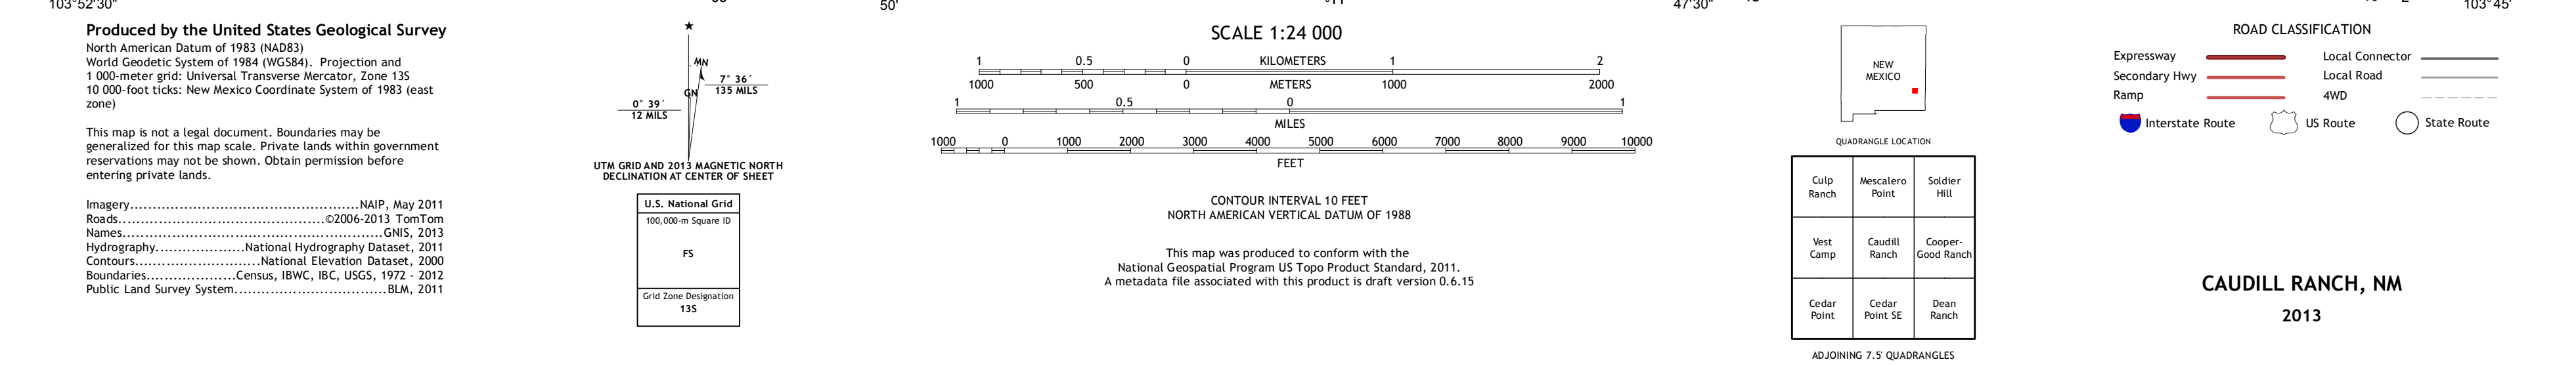 103°52'30"
50'
47'30"
103°45'
Produced by the United States Geological Survey
North American Datum of 1983 (NAD83)
World Geodetic System of 1984 (WGS84). Projection and
1 000-meter grid: Universal Transverse Mercator, Zone 13S
10 000-foot ticks: New Mexico Coordinate System of 1983 (east
zone)
This map is not a legal document. Boundaries may be
generalized for this map scale. Private lands within government
reservations may not be shown. Obtain permission before
entering private lands.
Imagery..........................................NAIP, May 2011
Roads......................................©2006-2013 TomTom
Names................................................GNIS, 2013
Hydrography...................National Hydrography Dataset, 2011
Contours.......................National Elevation Dataset, 2000
Boundaries...................Census, IBWC, IBC, USGS, 1972 - 2012
Public Land Survey System................................BLM, 2011
MN
GN
7° 36´
135 MILS
0° 39´
12 MILS
UTM GRID AND 2013 MAGNETIC NORTH
DECLINATION AT CENTER OF SHEET
U.S. National Grid
100,000-m Square ID
FS
Grid Zone Designation
13S
SCALE 1:24 000
1 0.5 0 KILOMETERS 1 2
1000 500 0 METERS 1000 2000
1 0.5 0 1
MILES
1000 0 1000 2000 3000 4000 5000 6000 7000 8000 9000 10000
FEET
CONTOUR INTERVAL 10 FEET
NORTH AMERICAN VERTICAL DATUM OF 1988
This map was produced to conform with the
National Geospatial Program US Topo Product Standard, 2011.
A metadata file associated with this product is draft version 0.6.15
NEW
MEXICO
QUADRANGLE LOCATION
Culp
Ranch
Mescalero
Point
Soldier
Hill
Vest
Camp
Caudill
Ranch
Cooper-
Good Ranch
Cedar
Point
Cedar
Point SE
Dean
Ranch
ADJOINING 7.5' QUADRANGLES
ROAD CLASSIFICATION
Expressway
Local Connector
Secondary Hwy
Local Road
Ramp
4WD
Interstate Route
US Route
State Route
CAUDILL RANCH, NM
2013